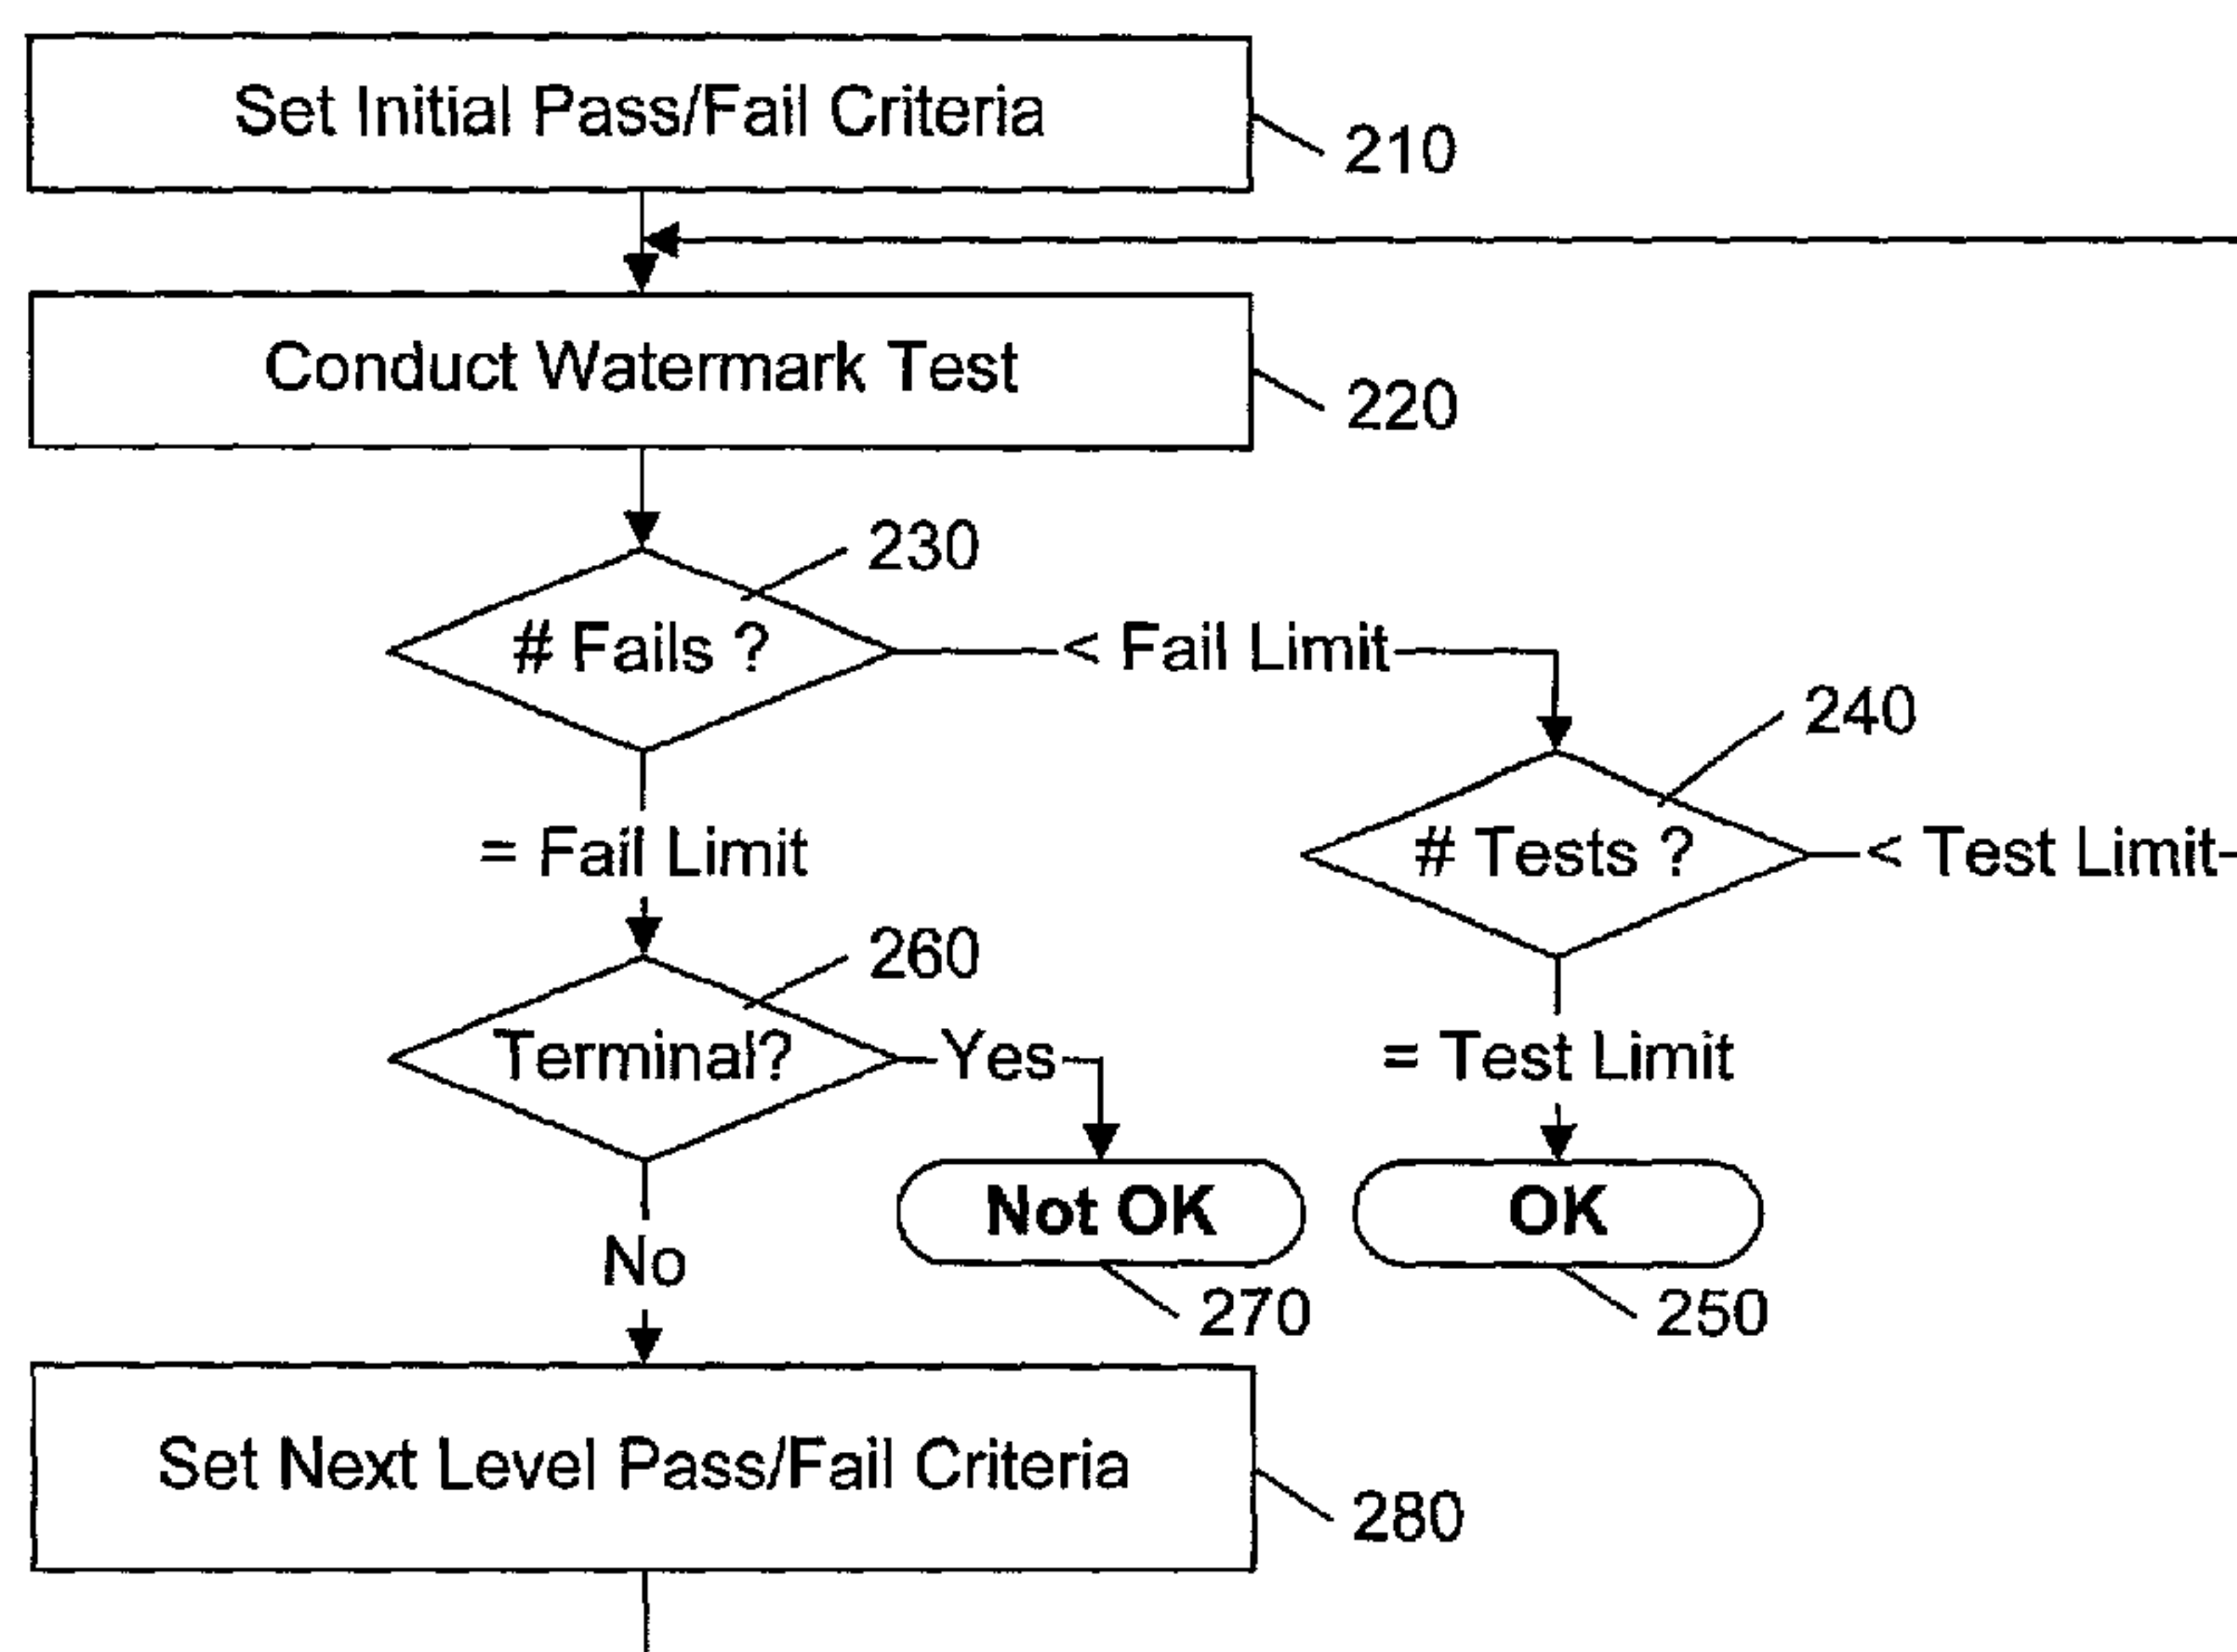 Set Initial Pass/Fail Criteria
210
Conduct Watermark Test
220
230
# Fails ?
< Fail Limit
240
# Tests ?
< Test Limit
= Fail Limit
260
Terminal?
Yes
= Test Limit
Not OK
OK
No
270
250
Set Next Level Pass/Fail Criteria
280